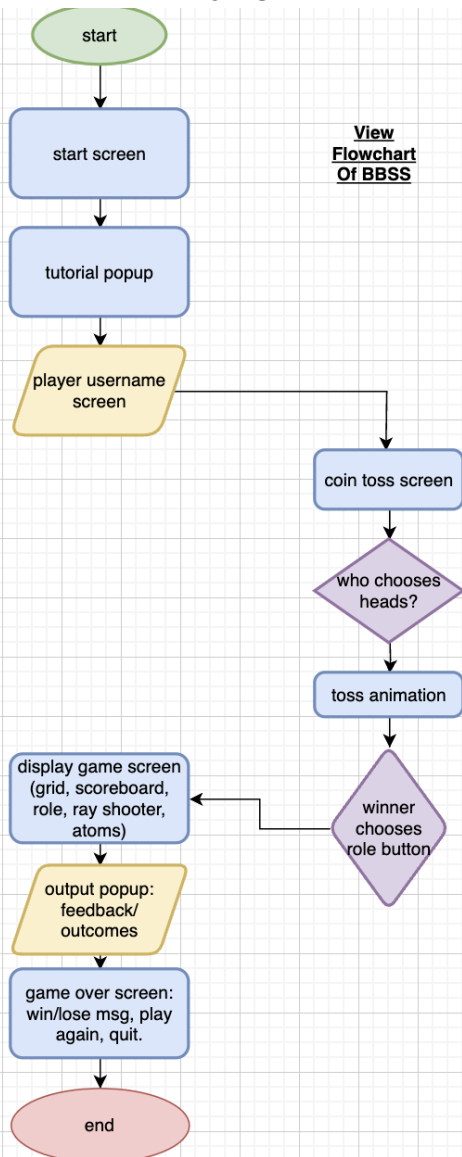 start
start screen
View
Flowchart
Of BBSS
tutorial popup
player username
screen
coin toss screen
who chooses
heads?
toss animation
winner
chooses
role button
display game screen
(grid, scoreboard,
role, ray shooter,
atoms)
output popup:
feedback/
outcomes
game over screen:
win/lose msg, play
again, quit.
end